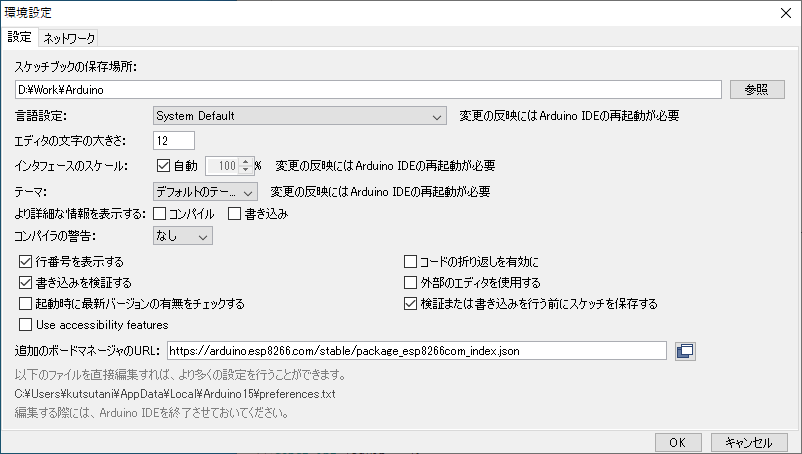 環境設定
設定 ネットワーク
スケッチブックの保存場所:
D:¥Work¥Arduino 参照
言語設定: System Default 変更の反映にはArduino IDEの再起動が必要
エディタの文字の大きさ: 12
インタフェースのスケール: 自動 100 % 変更の反映にはArduino IDEの再起動が必要
テーマ: デフォルトのテー... 変更の反映にはArduino IDEの再起動が必要
より詳細な情報を表示する: コンパイル 書き込み
コンパイラの警告: なし
行番号を表示する コードの折り返しを有効に
書き込みを検証する 外部のエディタを使用する
起動時に最新バージョンの有無をチェックする 検証または書き込みを行う前にスケッチを保存する
Use accessibility features
追加のボードマネージャのURL: https://arduino.esp8266.com/stable/package_esp8266com_index.json
以下のファイルを直接編集すれば、より多くの設定を行うことができます。
C:¥Users¥kutsutani¥AppData¥Local¥Arduino15¥preferences.txt
編集する際には、Arduino IDEを終了させておいてください。
OK キャンセル